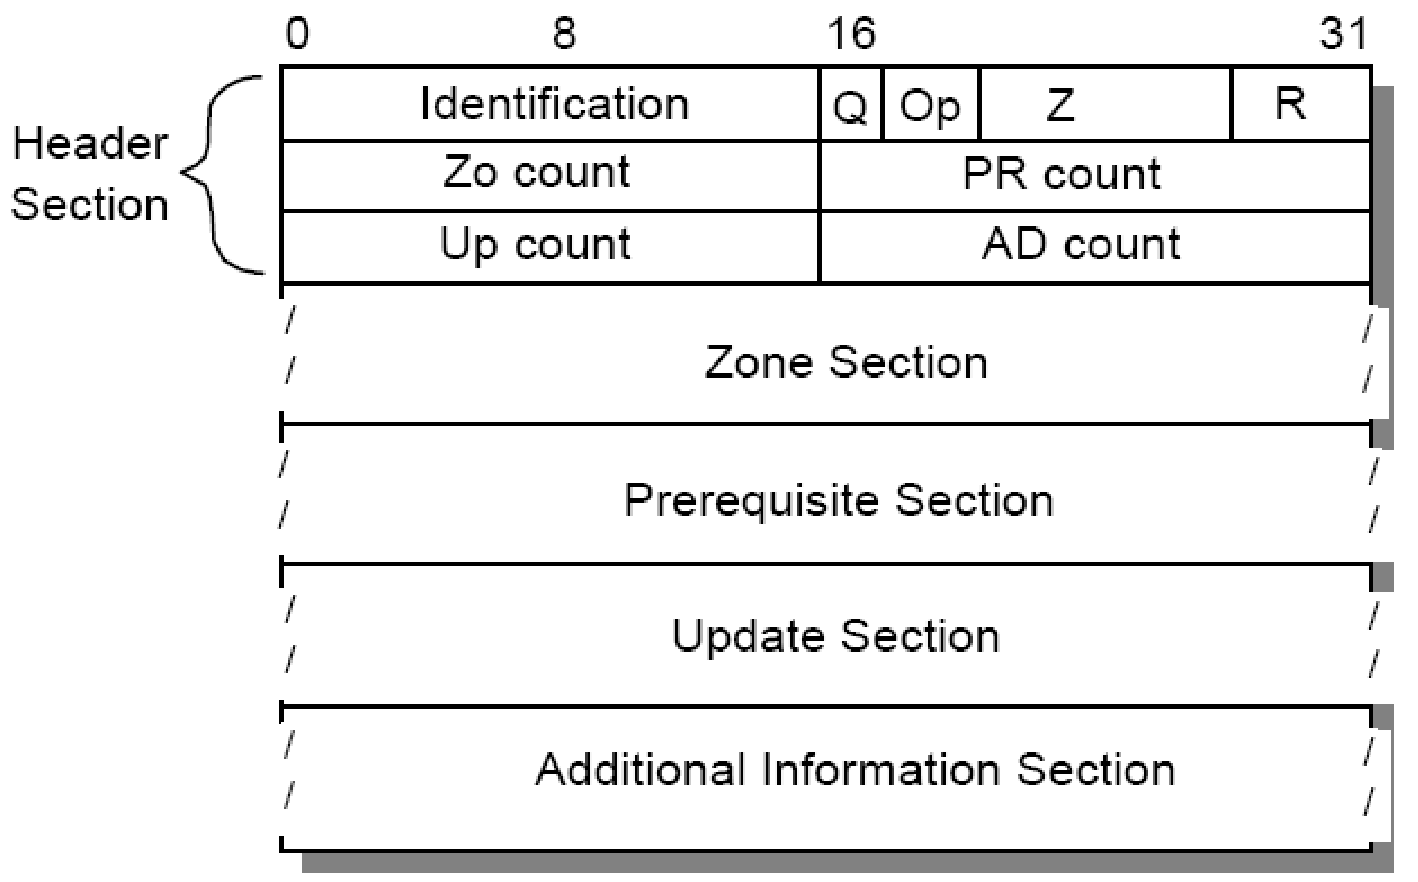 0 8 16 31
Identification Q Op Z R
Header
Section
Zo count PR count
Up count AD count
Zone Section
Prerequisite Section
Update Section
Additional Information Section